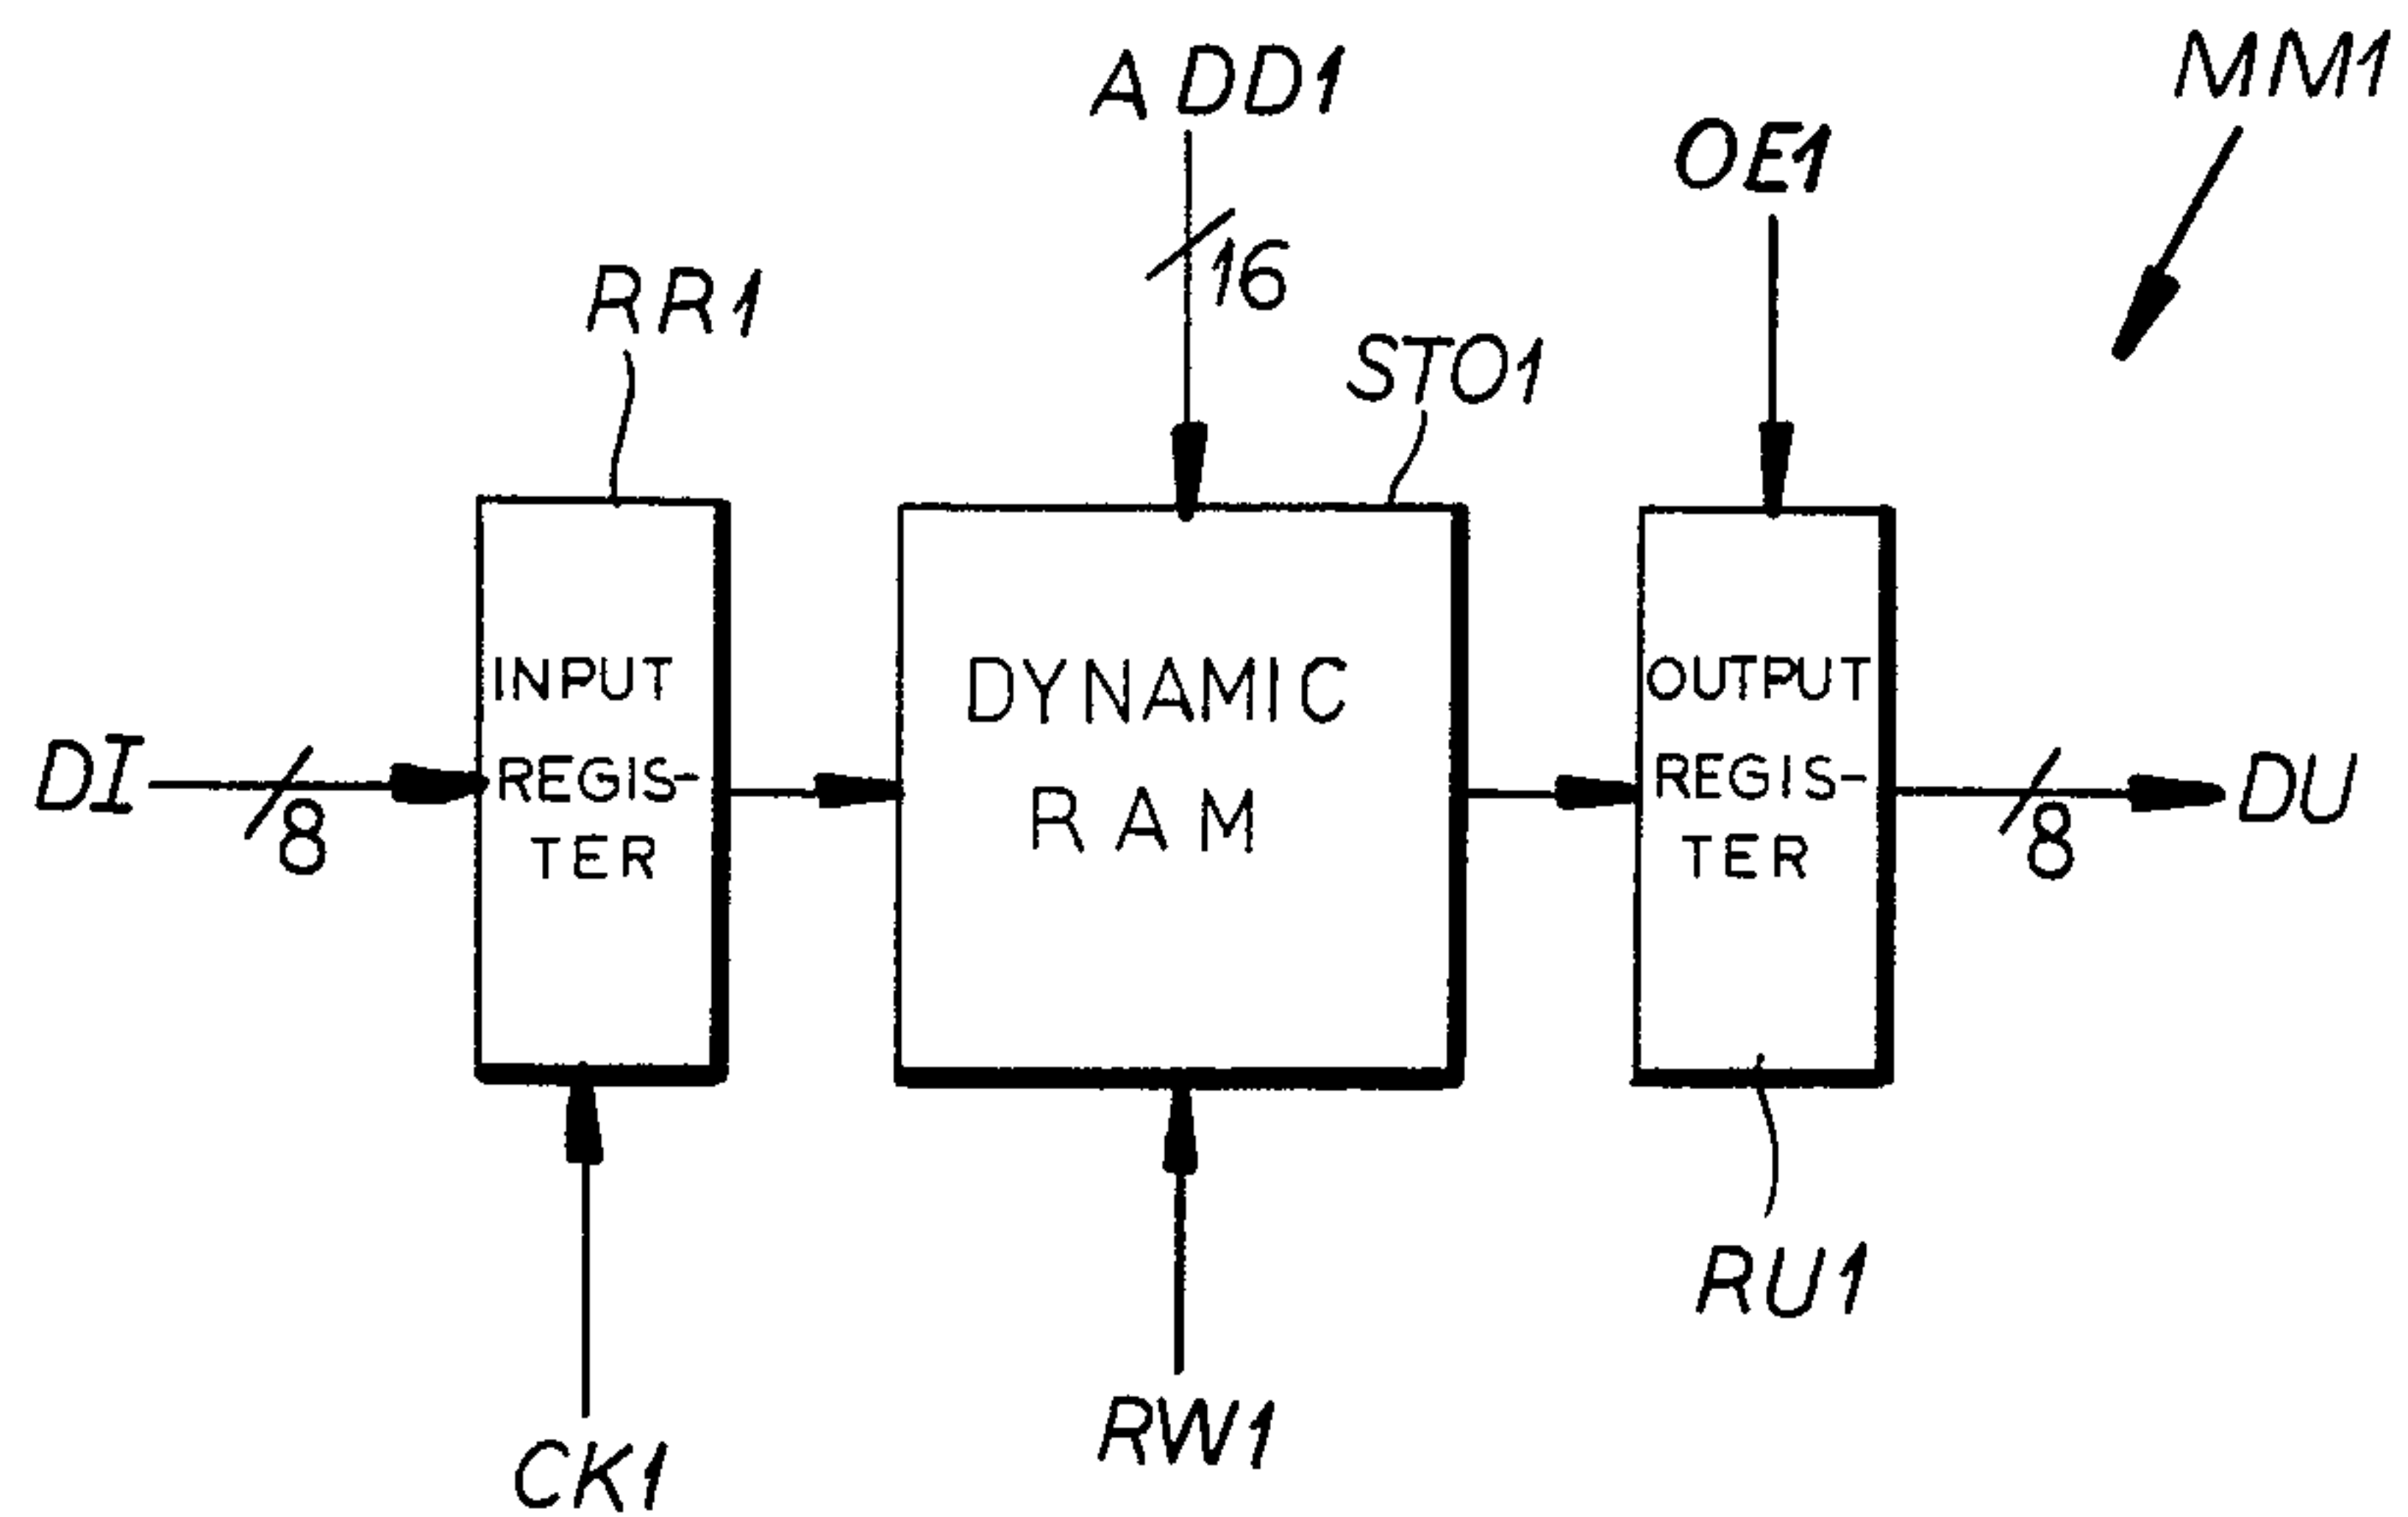 MM1
ADD1
OE1
16
RR1
STO1
INPUT
REGIS-
TER
DYNAMIC
RAM
OUTPUT
REGIS-
TER
DI
8
8
DU
RU1
RW1
CK1